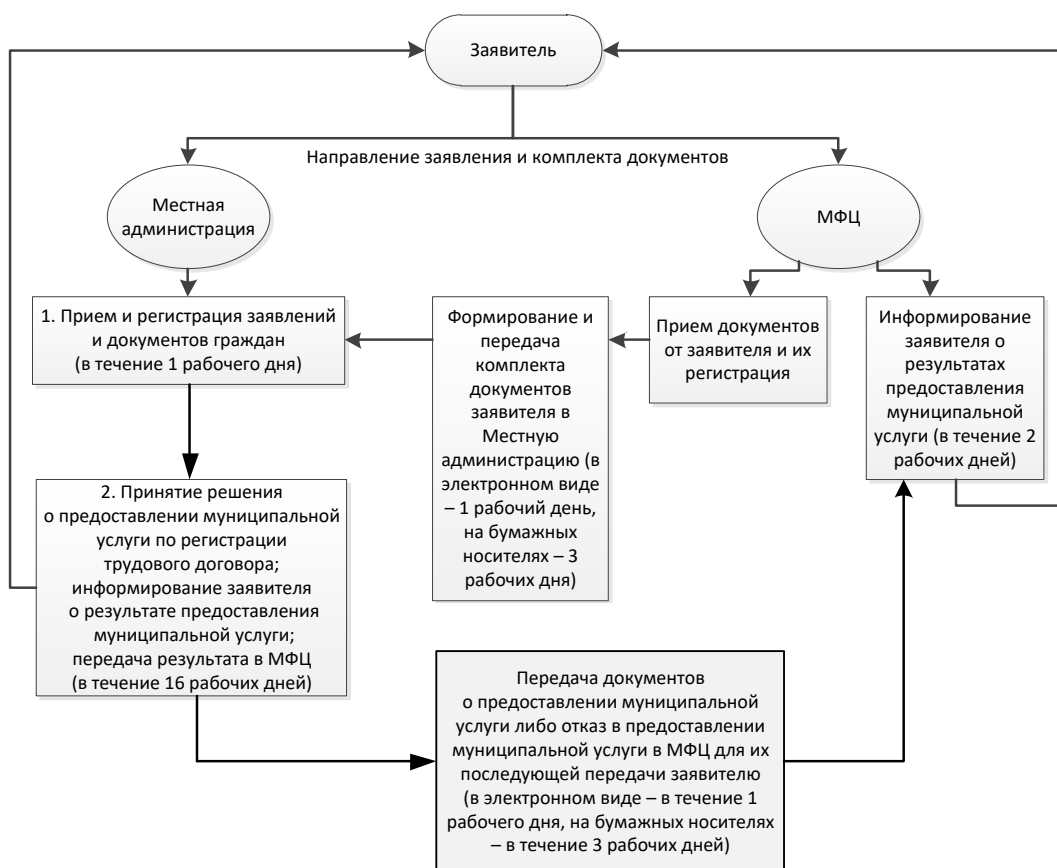 Заявитель
Направление заявления и комплекта документов
Местная
администрация
МФЦ
1. Прием и регистрация заявлений
и документов граждан
(в течение 1 рабочего дня)
Формирование и
передача
комплекта
документов
заявителя в
Местную
администрацию (в
электронном виде
– 1 рабочий день,
на бумажных
носителях – 3
рабочих дня)
Прием документов
от заявителя и их
регистрация
Информирование
заявителя о
результатах
предоставления
муниципальной
услуги (в течение 2
рабочих дней)
2. Принятие решения
о предоставлении муниципальной
услуги по регистрации
трудового договора;
информирование заявителя
о результате предоставления
муниципальной услуги;
передача результата в МФЦ
(в течение 16 рабочих дней)
Передача документов
о предоставлении муниципальной
услуги либо отказ в предоставлении
муниципальной услуги в МФЦ для их
последующей передачи заявителю
(в электронном виде – в течение 1
рабочего дня, на бумажных носителях
– в течение 3 рабочих дней)